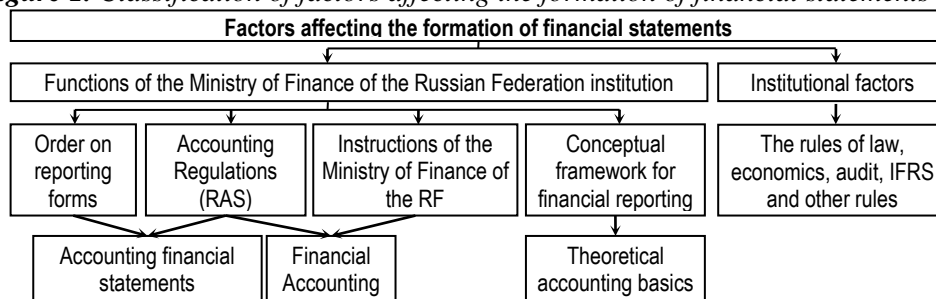 Figure 1. Classification of factors affecting the formation of financial statements
Factors affecting the formation of financial statements
Functions of the Ministry of Finance of the Russian Federation institution
Institutional factors
Order on
reporting
forms
Accounting
Regulations
(RAS)
Instructions of the
Ministry of Finance of
the RF
Conceptual
framework for
financial reporting
The rules of law,
economics, audit, IFRS
and other rules
Accounting financial
statements
Financial
Accounting
Theoretical
accounting basics